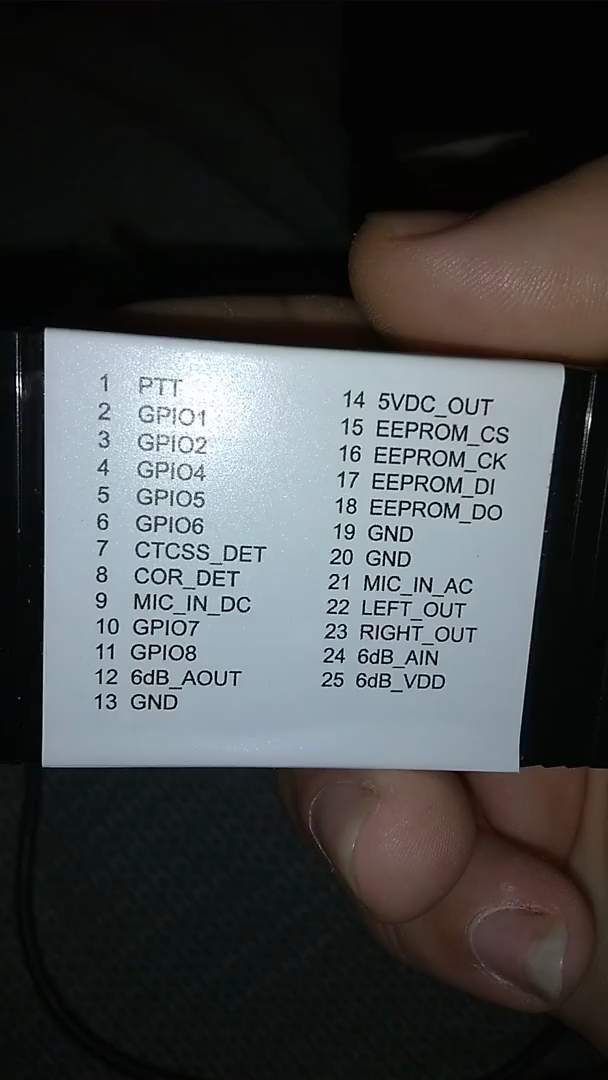 1 PTT
2 GPIO1
3 GPIO2
4 GPIO4
5 GPIO5
6 GPIO6
7 CTCSS_DET
8 COR_DET
9 MIC_IN_DC
10 GPIO7
11 GPIO8
12 6dB_AOUT
13 GND
14 5VDC_OUT
15 EEPROM_CS
16 EEPROM_CK
17 EEPROM_DI
18 EEPROM_DO
19 GND
20 GND
21 MIC_IN_AC
22 LEFT_OUT
23 RIGHT_OUT
24 6dB_AIN
25 6dB_VDD